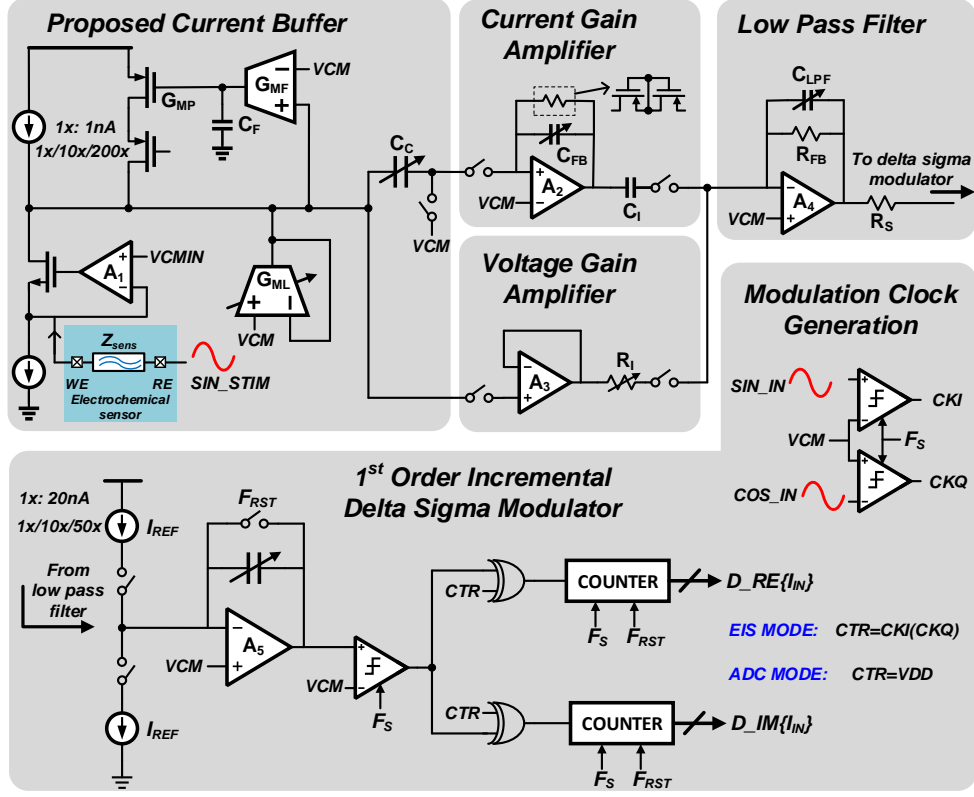 Proposed Current Buffer
G_MP
G_MF
VCM
C_F
1x: 1nA
1x/10x/200x
A_1
VCMIN
G_ML
VCM
Z_sens
WE
RE
Electrochemical
sensor
SIN_STIM
C_C
VCM
Current Gain
Amplifier
C_FB
A_2
VCM
C_I
Voltage Gain
Amplifier
A_3
R_I
Low Pass Filter
C_LPF
R_FB
A_4
VCM
To delta sigma
modulator
R_S
Modulation Clock
Generation
SIN_IN
CKI
VCM
F_S
COS_IN
CKQ
1st Order Incremental
Delta Sigma Modulator
1x: 20nA
1x/10x/50x
I_REF
From
low pass
filter
I_REF
F_RST
A_5
VCM
VCM
F_S
CTR
COUNTER
F_S
F_RST
D_RE{I_IN}
CTR
COUNTER
F_S
F_RST
D_IM{I_IN}
EIS MODE: CTR=CKI(CKQ)
ADC MODE: CTR=VDD